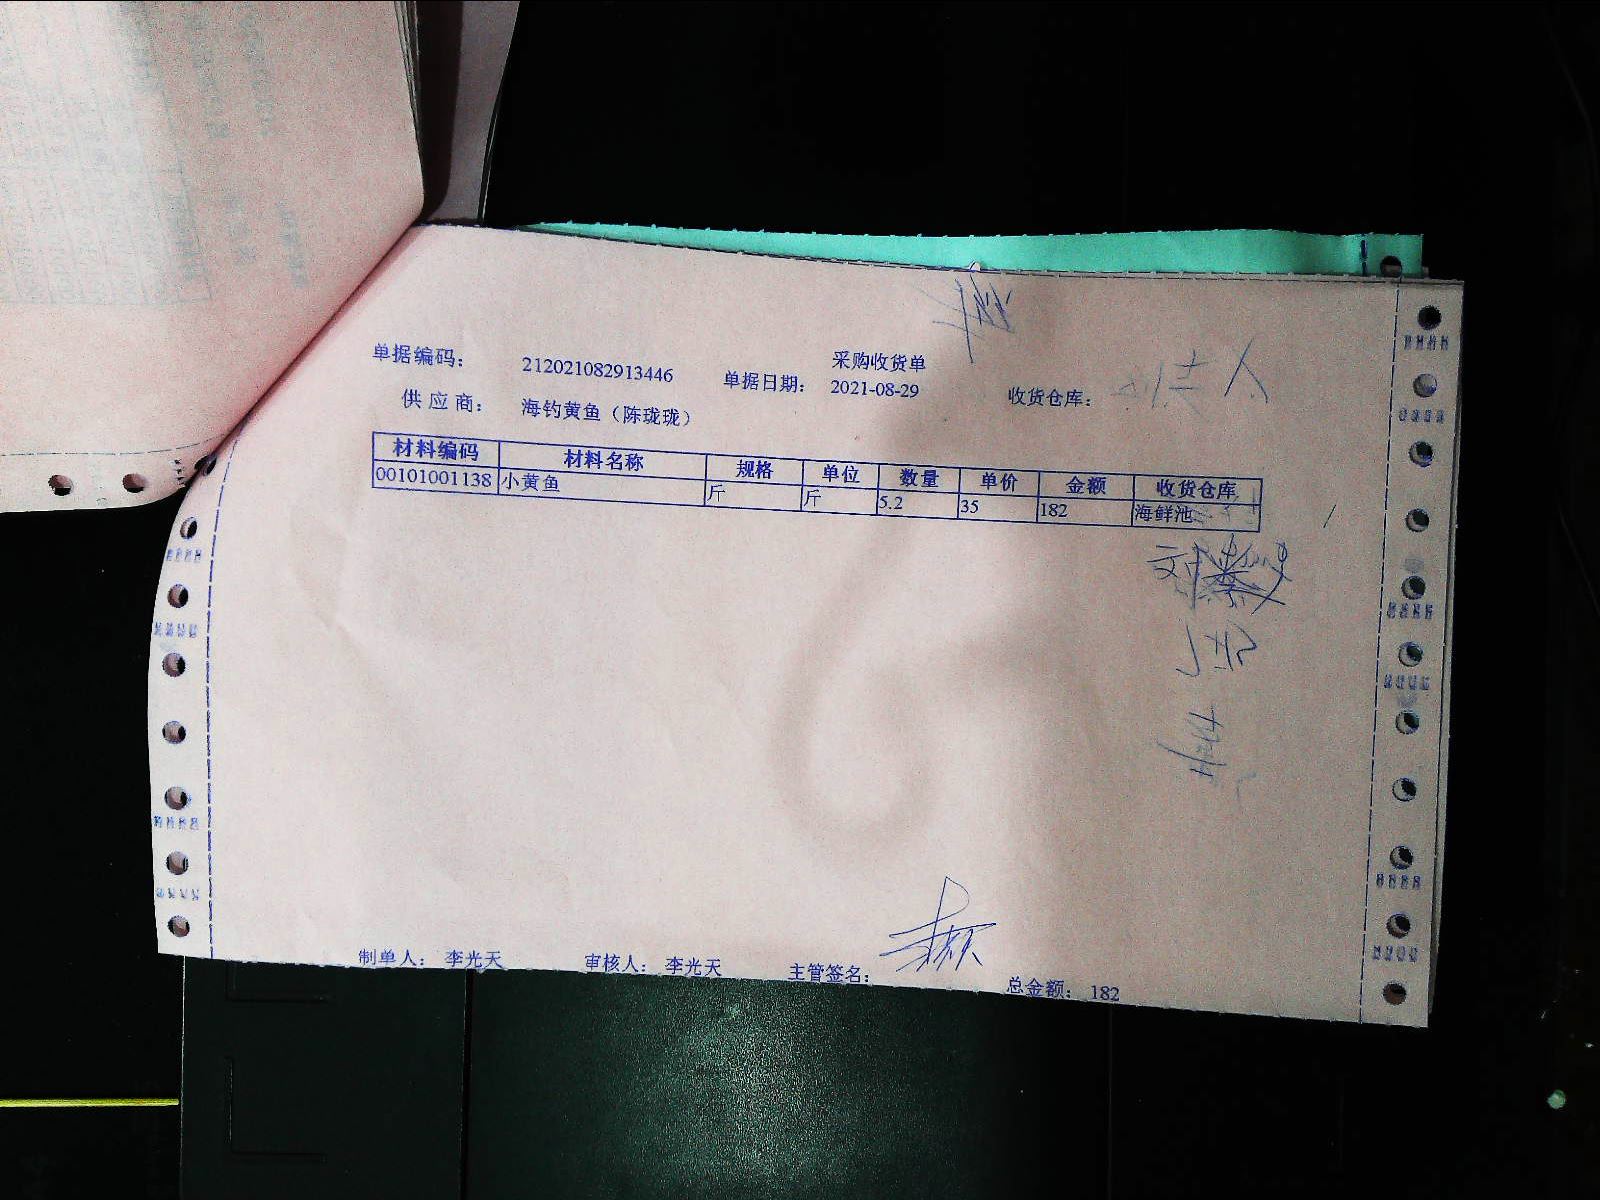 采购收货单
单据编码： 212021082913446 单据日期： 2021-08-29 收货仓库：
供应商： 海钓黄鱼（陈珑珑）
材料编码 材料名称 规格 单位 数量 单价 金额 收货仓库
00101001138 小黄鱼 斤 斤 5.2 35 182 海鲜池
制单人： 李光天 审核人： 李光天 主管签名： 总金额： 182